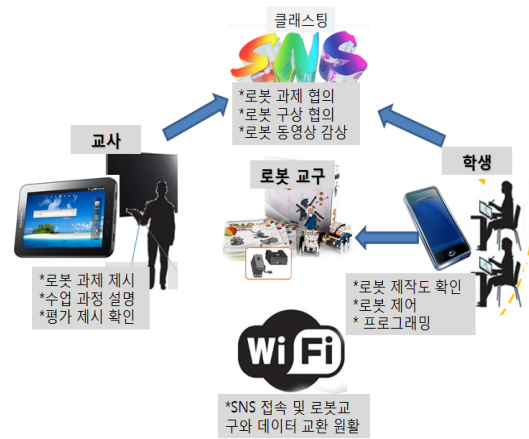 클래스팅
SNS
*로봇 과제 협의
*로봇 구상 협의
*로봇 동영상 감상
교사
로봇 교구
학생
*로봇 과제 제시
*수업 과정 설명
*평가 제시 확인
*로봇 제작도 확인
*로봇 제어
* 프로그래밍
Wi Fi
*SNS 접속 및 로봇교
구와 데이터 교환 원활